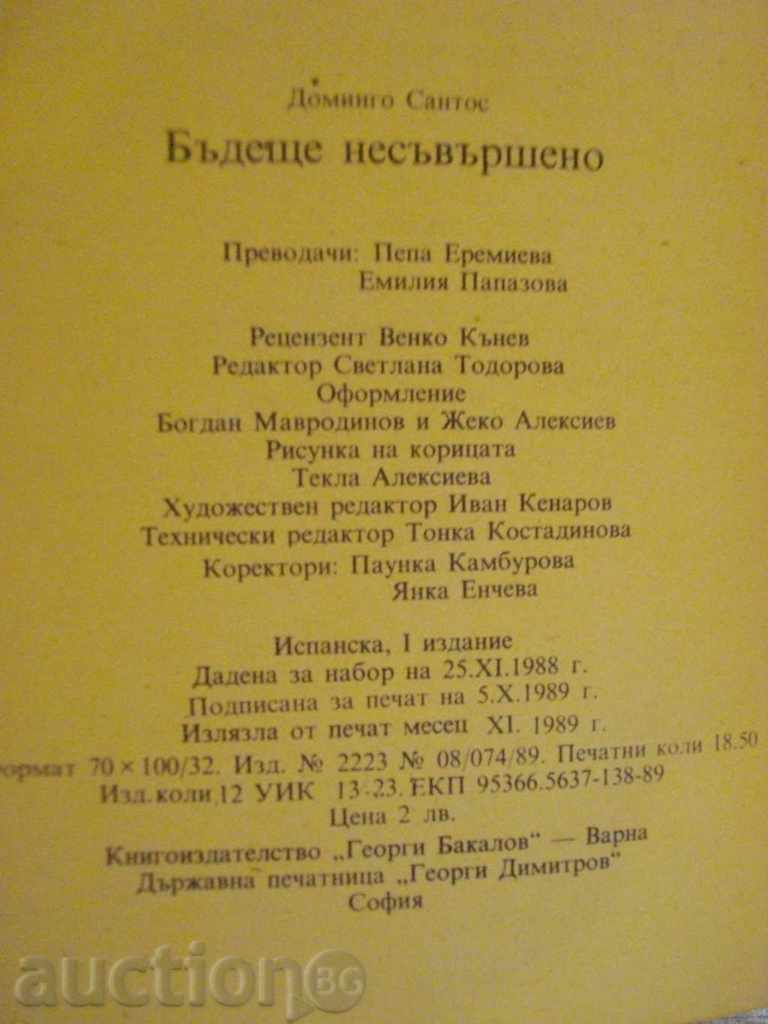 Доминго Сантос
Бъдеще несъвършено
Преводачи: Пепа Еремиева
Емилия Папазова
Рецензент Венко Кънев
Редактор Светлана Тодорова
Оформление
Богдан Мавродинов и Жеко Алексиев
Рисунка на корицата
Текла Алексиева
Художествен редактор Иван Кенаров
Технически редактор Тонка Костадинова
Коректори: Паунка Камбурова
Янка Енчева
Испанска, I издание
Дадена за набор на 25.XI.1988 г.
Подписана за печат на 5.X.1989 г.
Излязла от печат месец XI. 1989 г.
ормат 70×100/32. Изд. № 2223 № 08/074/89. Печатни коли 18.50
Изд. коли 12 УИК 13-23. ЕКП 95366.5637-138-89
Цена 2 лв.
Книгоиздателство „Георги Бакалов“ — Варна
Държавна печатница „Георги Димитров“
София
auction BG